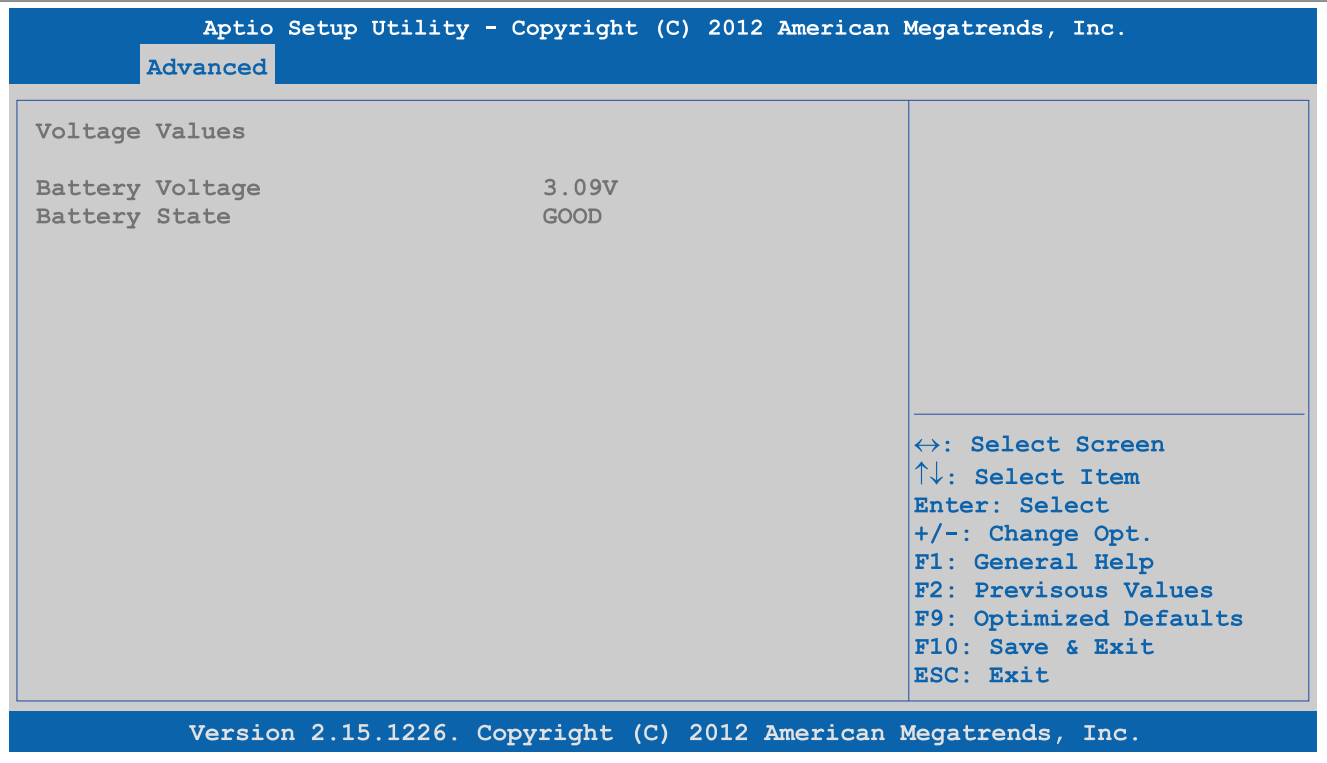 Aptio Setup Utility - Copyright (C) 2012 American Megatrends, Inc.
Advanced
Voltage Values
Battery Voltage 3.09V
Battery State GOOD
↔: Select Screen
↑↓: Select Item
Enter: Select
+/-: Change Opt.
F1: General Help
F2: Previsous Values
F9: Optimized Defaults
F10: Save & Exit
ESC: Exit
Version 2.15.1226. Copyright (C) 2012 American Megatrends, Inc.